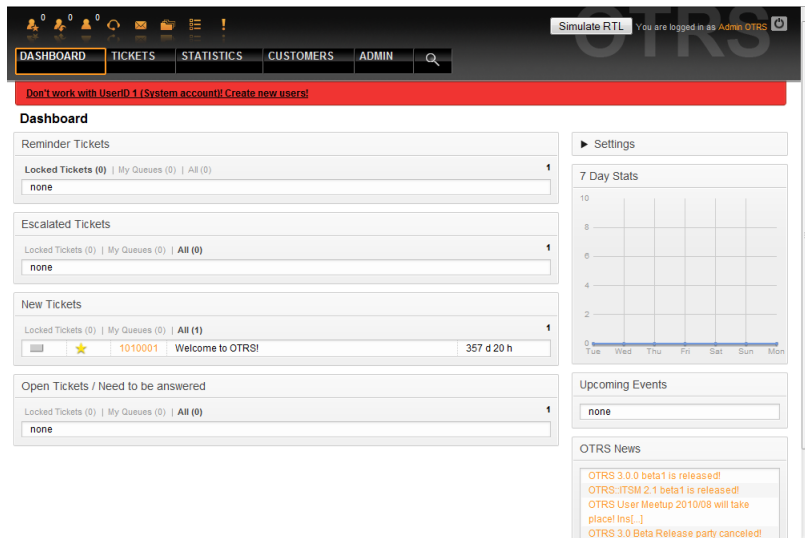 0 0 0
OTRS
Simulate RTL You are logged in as Admin OTRS
DASHBOARD TICKETS STATISTICS CUSTOMERS ADMIN
Don't work with UserID 1 (System account)! Create new users!
Dashboard
Reminder Tickets
Locked Tickets (0) | My Queues (0) | All (0) 1
none
Escalated Tickets
Locked Tickets (0) | My Queues (0) | All (0) 1
none
New Tickets
Locked Tickets (0) | My Queues (0) | All (1) 1
1010001 Welcome to OTRS! 357 d 20 h
Open Tickets / Need to be answered
Locked Tickets (0) | My Queues (0) | All (0) 1
none
Settings
7 Day Stats
10
8
6
4
2
0
Tue Wed Thu Fri Sat Sun Mon
Upcoming Events
none
OTRS News
OTRS 3.0.0 beta1 is released!
OTRS::ITSM 2.1 beta1 is released!
OTRS User Meetup 2010/08 will take
place! Ins[...]
OTRS 3.0 Beta Release party canceled!